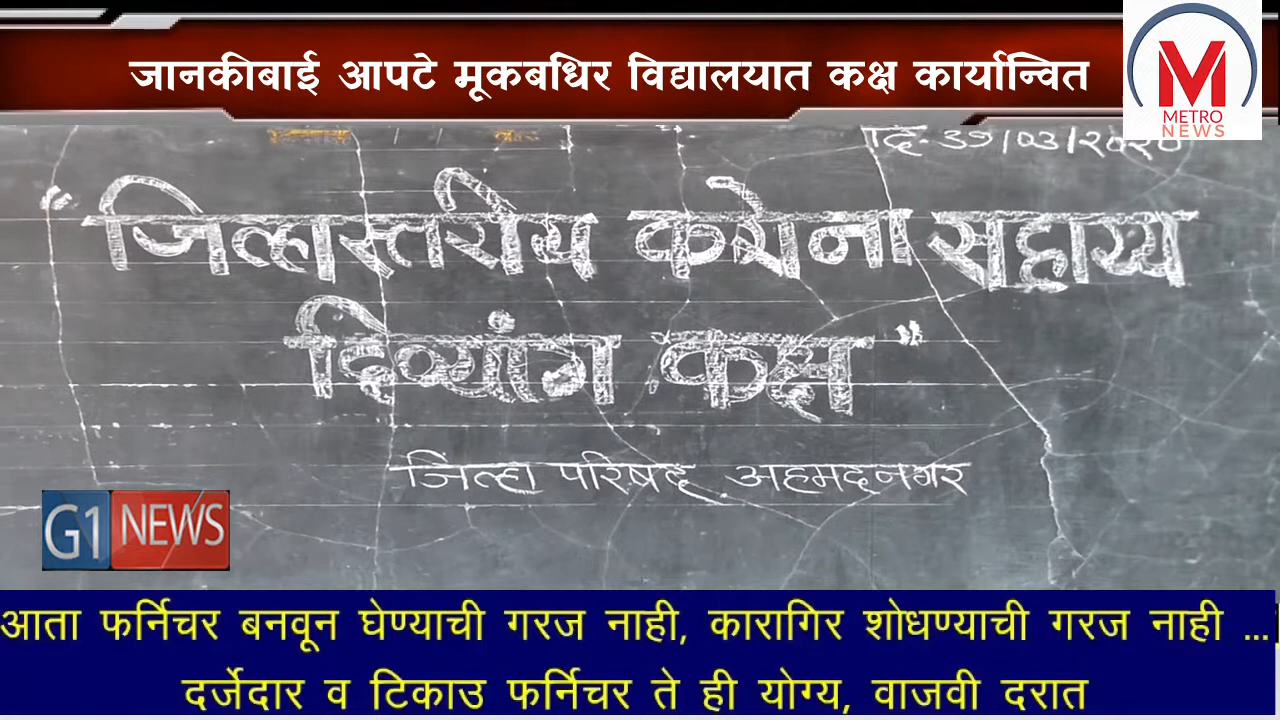 जानकीबाई आपटे मूकबधिर विद्यालयात कक्ष कार्यान्वित
METRO
NEWS
दि. ३१/०३/२०२०
"जिल्हास्तरीय करोना सहाय्य
दिव्यांग कक्ष"
जिल्हा परिषद, अहमदनगर
G1 NEWS
आता फर्निचर बनवून घेण्याची गरज नाही, कारागिर शोधण्याची गरज नाही ...
दर्जेदार व टिकाउ फर्निचर ते ही योग्य, वाजवी दरात